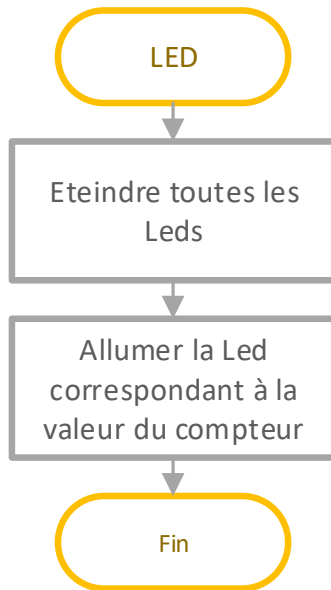 LED
Eteindre toutes les
Leds
Allumer la Led
correspondant à la
valeur du compteur
Fin